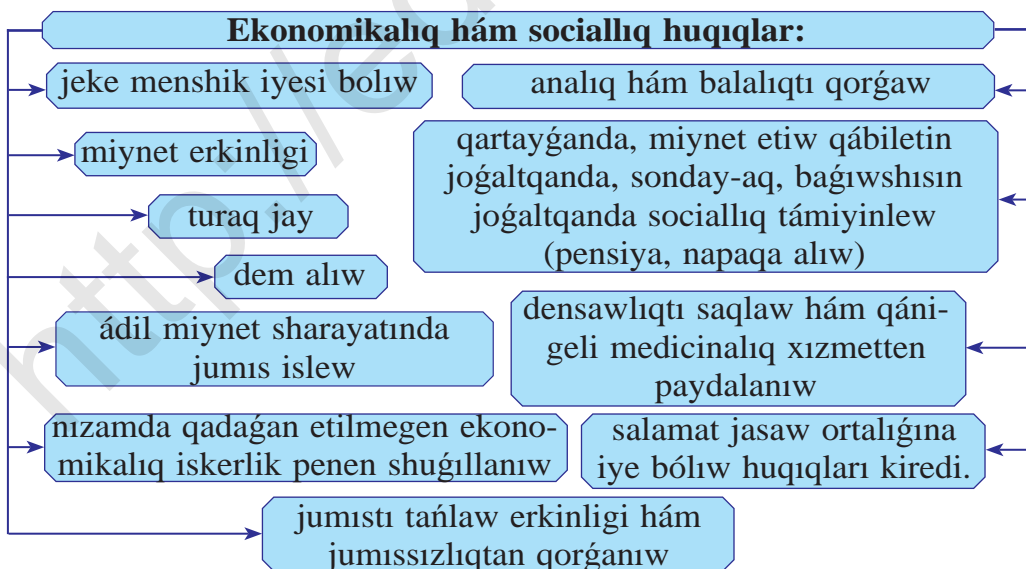 Ekonomikalıq hám sociallıq huqıqlar:
jeke menshik iyesi bolıw
miynet erkinligi
turaq jay
dem alıw
ádil miynet sharayatında
jumıs islew
nızamda qadaǵan etilmegen ekono-
mikalıq iskerlik penen shuǵıllanıw
analıq hám balalıqtı qorǵaw
qartayǵanda, miynet etiw qábiletin
joǵaltqanda, sonday-aq, baǵıwshısın
joǵaltqanda sociallıq támiyinlew
(pensiya, napaqa alıw)
densawlıqtı saqlaw hám qáni-
geli medicinalıq xızmetten
paydalanıw
salamat jasaw ortalıǵına
iye bólıw huqıqları kiredi.
jumıstı tańlaw erkinligi hám
jumıssızlıqtan qorǵanıw
http://ed